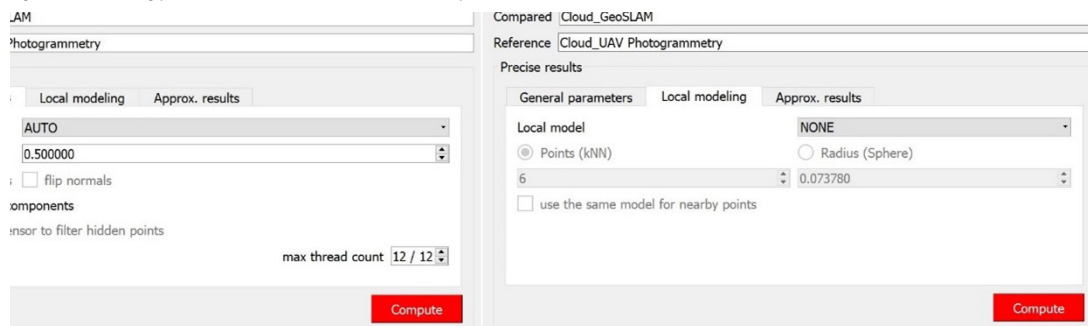 AM
Photogrammetry
Local modeling Approx. results
AUTO
0.500000
flip normals
omponents
ensor to filter hidden points
max thread count 12 / 12
Compute
Compared Cloud_GeoSLAM
Reference Cloud_UAV Photogrammetry
Precise results
General parameters Local modeling Approx. results
Local model NONE
Points (kNN) Radius (Sphere)
6 0.073780
use the same model for nearby points
Compute